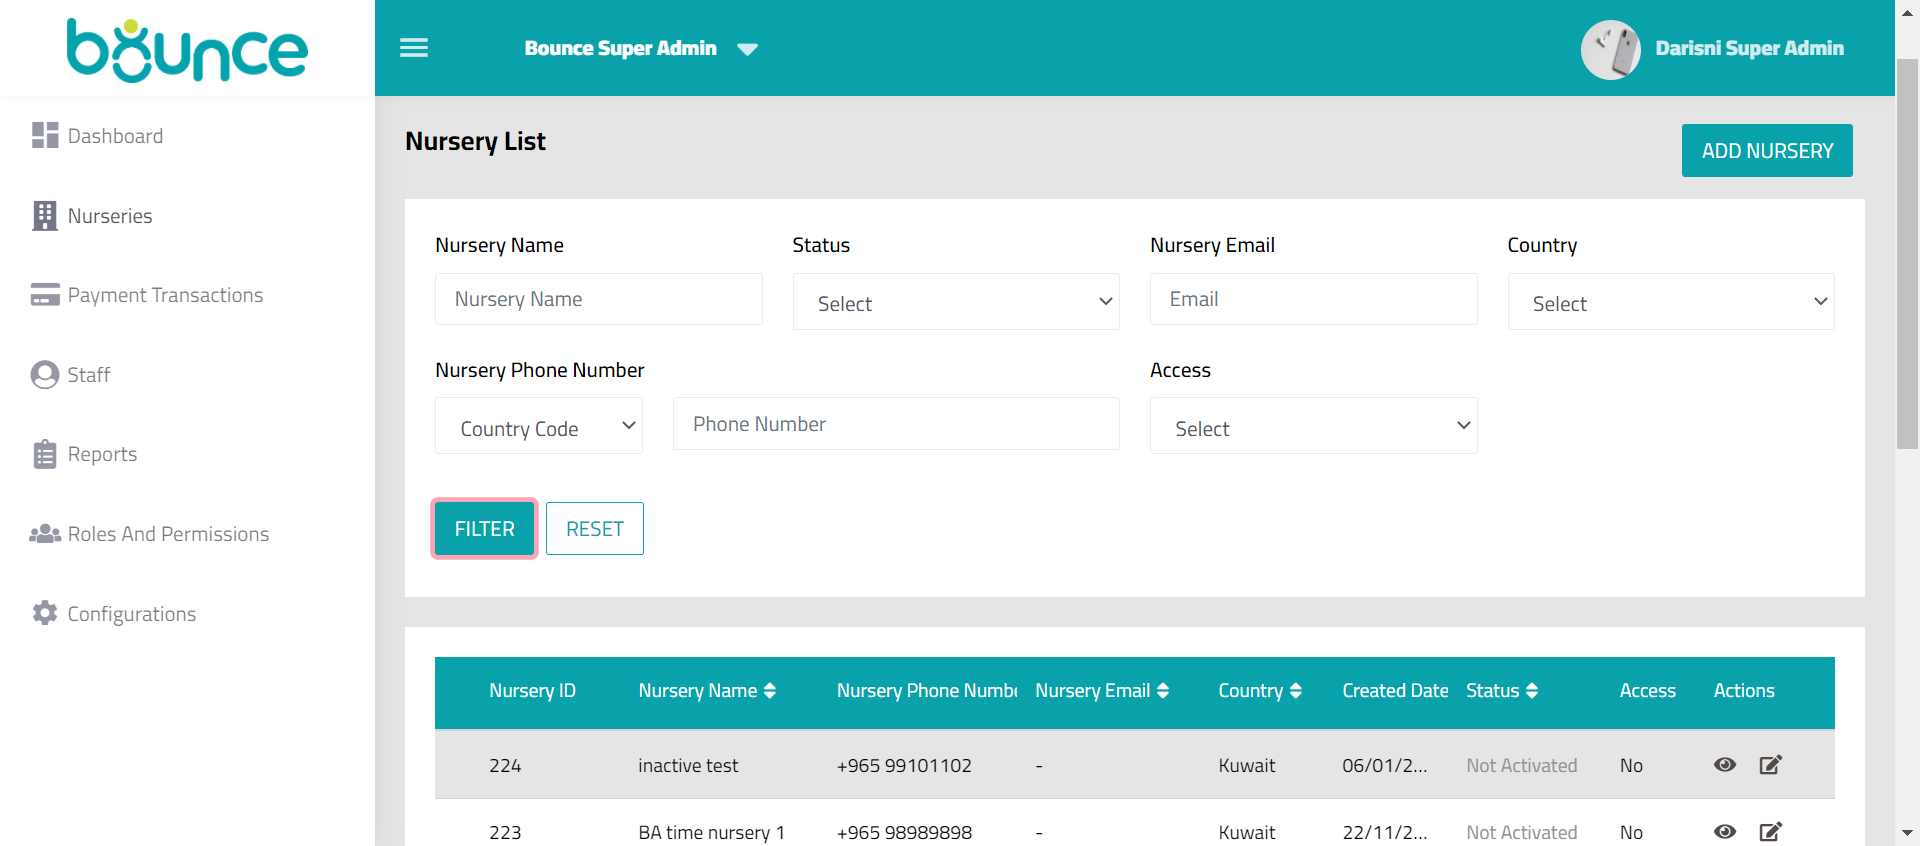 bounce
Bounce Super Admin
Darisni Super Admin
Dashboard
Nurseries
Payment Transactions
Staff
Reports
Roles And Permissions
Configurations
Nursery List
ADD NURSERY
Nursery Name Status Nursery Email Country
Nursery Name Select Email Select
Nursery Phone Number Access
Country Code Phone Number Select
FILTER RESET
Nursery ID Nursery Name Nursery Phone Numbe Nursery Email Country Created Date Status Access Actions
224 inactive test +965 99101102 - Kuwait 06/01/2... Not Activated No
223 BA time nursery 1 +965 98989898 - Kuwait 22/11/2... Not Activated No